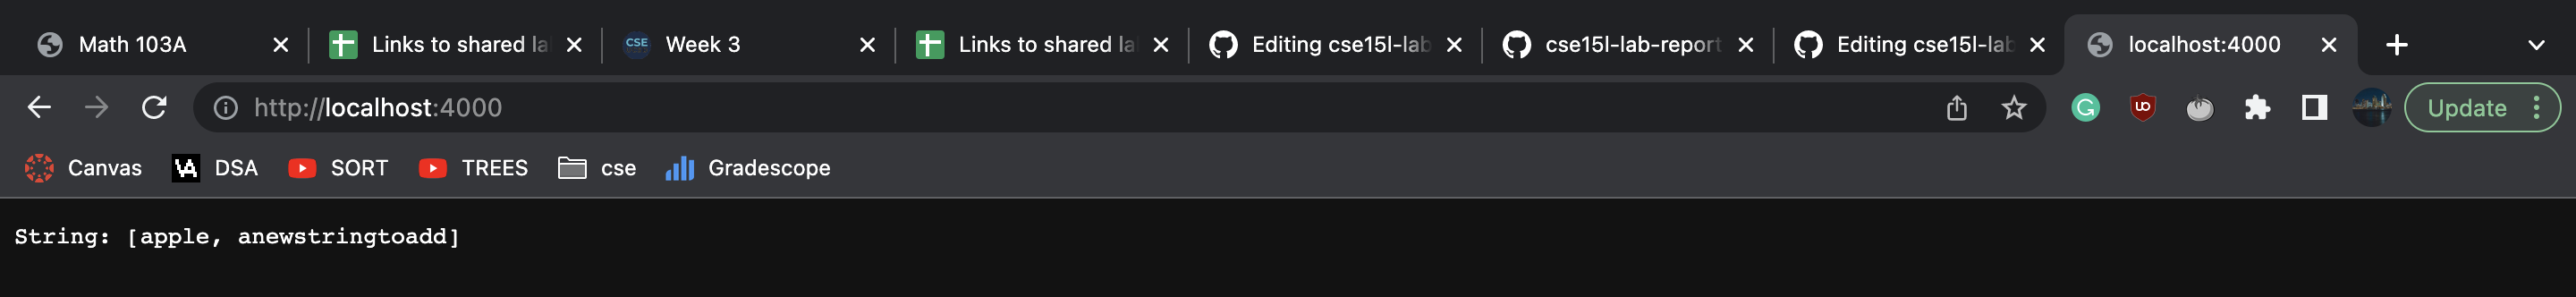 Math 103A
Links to shared la
CSE Week 3
Links to shared la
Editing cse15l-lab
cse15l-lab-report
Editing cse15l-lab
localhost:4000
http://localhost:4000
Update
Canvas
DSA
SORT
TREES
cse
Gradescope
String: [apple, anewstringtoadd]